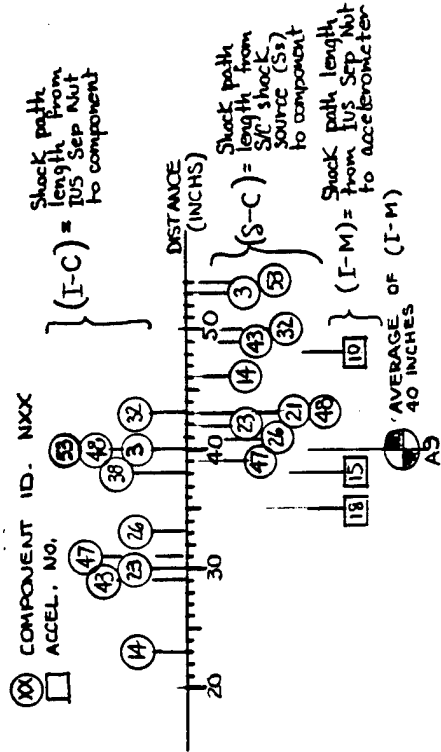 (XX) COMPONENT ID. NXX
ACCEL. NO.
(I-C) =
Shock path
length from
IUS Sep Nut
to component
53
48
3
38
32
47
43
23
26
14
DISTANCE
(INCHS)
20
30
40
50
(S-C) =
Shock path
length from
S/C shock
source (Ss)
to component
3
53
43
32
14
23
21
48
26
47
(I-M) =
Shock path length
from IUS Sep Nut
to accelerometer
10
15
18
AVERAGE OF (I-M)
40 INCHES
A9